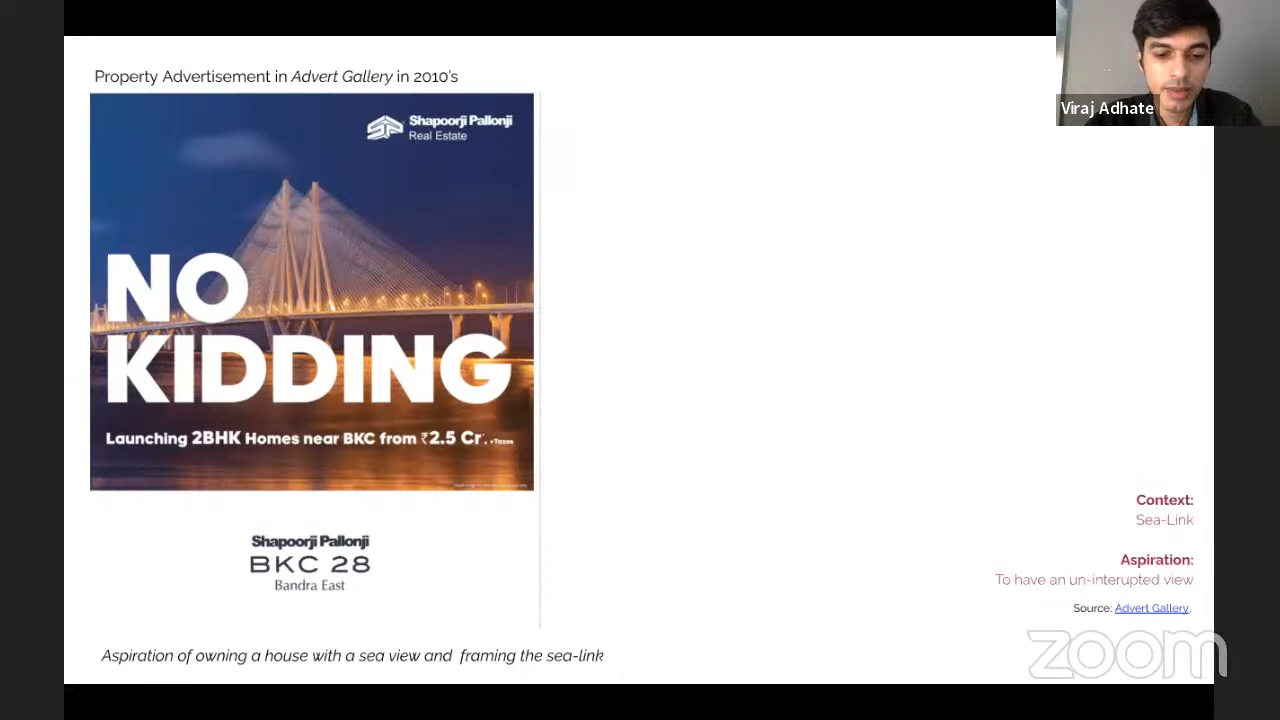 Viraj Adhate
Property Advertisement in Advert Gallery in 2010's
Shapoorji Pallonji
Real Estate
NO
KIDDING
Launching 2BHK Homes near BKC from ₹2.5 Cr*. +Taxes
Shapoorji Pallonji
BKC 28
Bandra East
Context:
Sea-Link
Aspiration:
To have an un-interupted view
Source: Advert Gallery,
Aspiration of owning a house with a sea view and framing the sea-link
zoom